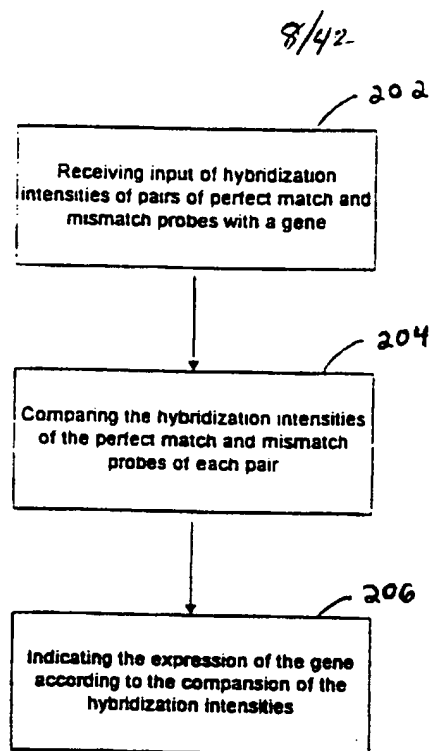 8/42
202
Receiving input of hybridization
intensities of pairs of perfect match and
mismatch probes with a gene
204
Comparing the hybridization intensities
of the perfect match and mismatch
probes of each pair
206
Indicating the expression of the gene
according to the comparison of the
hybridization intensities